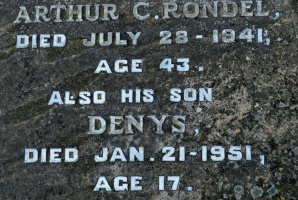 ARTHUR C. RONDEL,
DIED JULY 28-1941,
AGE 43.
ALSO HIS SON
DENYS,
DIED JAN. 21-1951,
AGE 17.